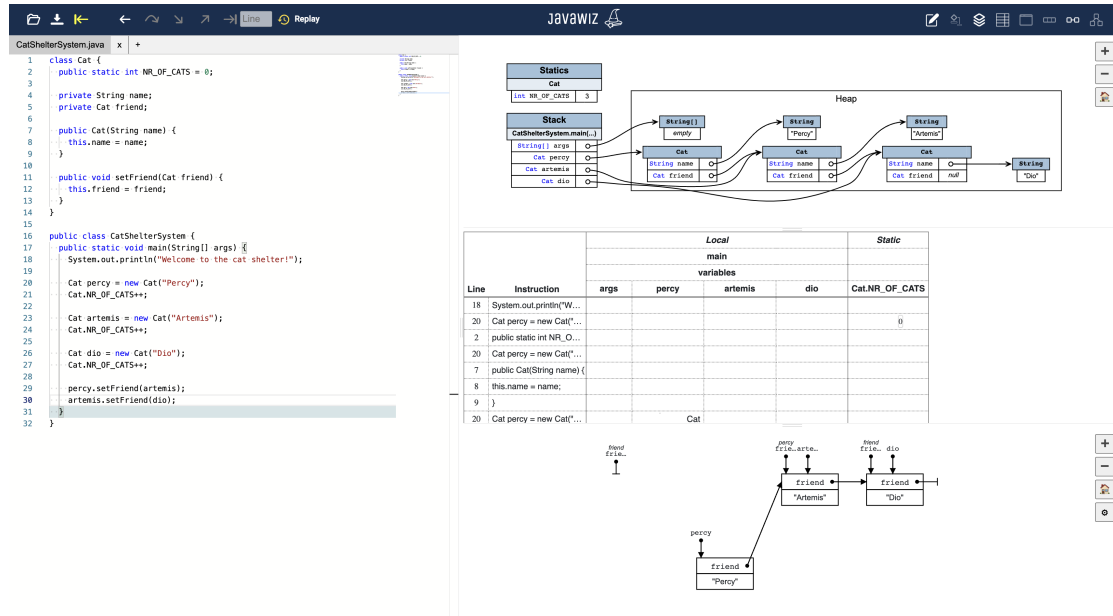 Line
Replay
JavaWiz
CatShelterSystem.java x +
1 class Cat {
2 public static int NR_OF_CATS = 0;
3
4 private String name;
5 private Cat friend;
6
7 public Cat(String name) {
8 this.name = name;
9 }
10
11 public void setFriend(Cat friend) {
12 this.friend = friend;
13 }
14 }
15
16 public class CatShelterSystem {
17 public static void main(String[] args) {
18 System.out.println("Welcome to the cat shelter!");
19
20 Cat percy = new Cat("Percy");
21 Cat.NR_OF_CATS++;
22
23 Cat artemis = new Cat("Artemis");
24 Cat.NR_OF_CATS++;
25
26 Cat dio = new Cat("Dio");
27 Cat.NR_OF_CATS++;
28
29 percy.setFriend(artemis);
30 artemis.setFriend(dio);
31 }
32 }
Statics
Cat
int NR_OF_CATS 3
Stack
CatShelterSystem.main(...)
String[] args
Cat percy
Cat artemis
Cat dio
Heap
String[]
empty
String
"Percy"
String
"Artemis"
Cat
String name
Cat friend
Cat
String name
Cat friend
Cat
String name
Cat friend null
String
"Dio"
Local Static
main
variables
Line Instruction args percy artemis dio Cat.NR_OF_CATS
18 System.out.println("W...
20 Cat percy = new Cat("... 0
2 public static int NR_O...
20 Cat percy = new Cat("...
7 public Cat(String name) {
8 this.name = name;
9 }
20 Cat percy = new Cat("... Cat
friend
frie...
percy
frie... arte...
friend
frie... dio
friend
"Artemis"
friend
"Dio"
percy
friend
"Percy"